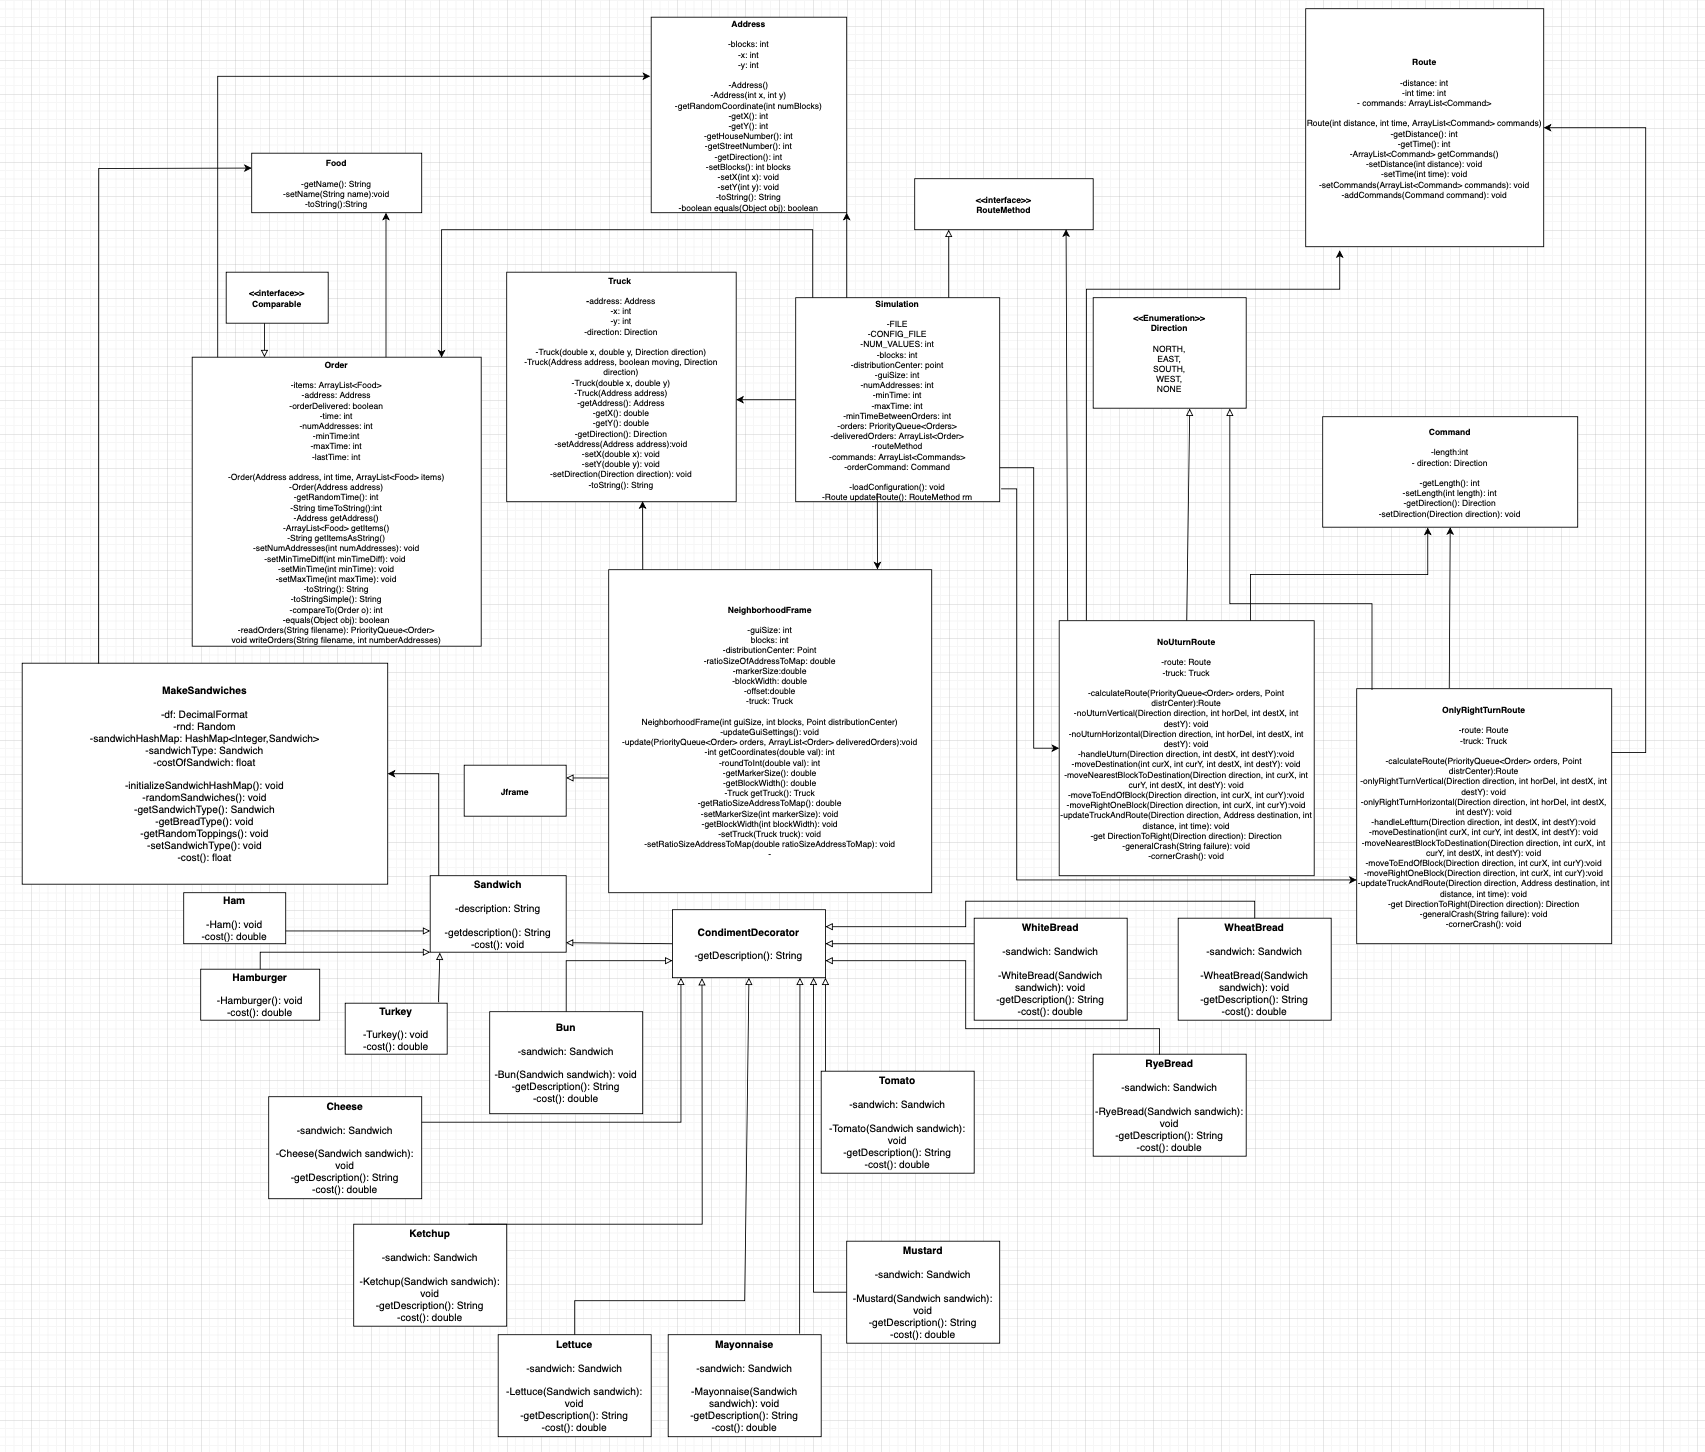 Address
-blocks: int
-x: int
-y: int
-Address()
-Address(int x, int y)
-getRandomCoordinate(int numBlocks)
-getX(): int
-getY(): int
-getHouseNumber(): int
-getStreetNumber(): int
-getDirection(): int
-setBlocks(): int blocks
-setX(int x): void
-setY(int y): void
-toString(): String
-boolean equals(Object obj): boolean
Route
-distance: int
-int time: int
- commands: ArrayList<Command>
Route(int distance, int time, ArrayList<Command> commands)
-getDistance(): int
-getTime(): int
-ArrayList<Command> getCommands()
-setDistance(int distance): void
-setTime(int time): void
-setCommands(ArrayList<Command> commands): void
-addCommands(Command command): void
Food
-getName(): String
-setName(String name):void
-toString():String
<<interface>>
RouteMethod
<<interface>>
Comparable
Truck
-address: Address
-x: int
-y: int
-direction: Direction
-Truck(double x, double y, Direction direction)
-Truck(Address address, boolean moving, Direction
direction)
-Truck(double x, double y)
-Truck(Address address)
-getAddress(): Address
-getX(): double
-getY(): double
-getDirection(): Direction
-setAddress(Address address):void
-setX(double x): void
-setY(double y): void
-setDirection(Direction direction): void
-toString(): String
Simulation
-FILE
-CONFIG_FILE
-NUM_VALUES: int
-blocks: int
-distributionCenter: point
-guiSize: int
-numAddresses: int
-minTime: int
-maxTime: int
-minTimeBetweenOrders: int
-orders: PriorityQueue<Orders>
-deliveredOrders: ArrayList<Order>
-routeMethod
-commands: ArrayList<Commands>
-orderCommand: Command
-loadConfiguration(): void
-Route updateRoute(): RouteMethod rm
<<Enumeration>>
Direction
NORTH,
EAST,
SOUTH,
WEST,
NONE
Order
-items: ArrayList<Food>
-address: Address
-orderDelivered: boolean
-time: int
-numAddresses: int
-minTime:int
-maxTime: int
-lastTime: int
-Order(Address address, int time, ArrayList<Food> items)
-Order(Address address)
-getRandomTime(): int
-String timeToString():int
-Address getAddress()
-ArrayList<Food> getItems()
-String getItemsAsString()
-setNumAddresses(int numAddresses): void
-setMinTimeDiff(int minTimeDiff): void
-setMinTime(int minTime): void
-setMaxTime(int maxTime): void
-toString(): String
-toStringSimple(): String
-compareTo(Order o): int
-equals(Object obj): boolean
-readOrders(String filename): PriorityQueue<Order>
void writeOrders(String filename, int numberAddresses)
Command
-length:int
- direction: Direction
-getLength(): int
-setLength(int length): int
-getDirection(): Direction
-setDirection(Direction direction): void
NeighborhoodFrame
-guiSize: int
blocks: int
-distributionCenter: Point
-ratioSizeOfAddressToMap: double
-markerSize:double
-blockWidth: double
-offset:double
-truck: Truck
NeighborhoodFrame(int guiSize, int blocks, Point distributionCenter)
-updateGuiSettings(): void
-update(PriorityQueue<Order> orders, ArrayList<Order> deliveredOrders):void
-int getCoordinates(double val): int
-roundToInt(double val): int
-getMarkerSize(): double
-getBlockWidth(): double
-Truck getTruck(): Truck
-getRatioSizeAddressToMap(): double
-setMarkerSize(int markerSize): void
-getBlockWidth(int blockWidth): void
-setTruck(Truck truck): void
-setRatioSizeAddressToMap(double ratioSizeAddressToMap): void
-
NoUturnRoute
-route: Route
-truck: Truck
-calculateRoute(PriorityQueue<Order> orders, Point
distrCenter):Route
-noUturnVertical(Direction direction, int horDel, int destX, int
destY): void
-noUturnHorizontal(Direction direction, int horDel, int destX, int
destY): void
-handleUturn(Direction direction, int destX, int destY):void
-moveDestination(int curX, int curY, int destX, int destY): void
-moveNearestBlockToDestination(Direction direction, int curX, int
curY, int destX, int destY): void
-moveToEndOfBlock(Direction direction, int curX, int curY):void
-moveRightOneBlock(Direction direction, int curX, int curY):void
-updateTruckAndRoute(Direction direction, Address destination, int
distance, int time): void
-get DirectionToRight(Direction direction): Direction
-generalCrash(String failure): void
-cornerCrash(): void
MakeSandwiches
-df: DecimalFormat
-rnd: Random
-sandwichHashMap: HashMap<Integer,Sandwich>
-sandwichType: Sandwich
-costOfSandwich: float
-initializeSandwichHashMap(): void
-randomSandwiches(): void
-getSandwichType(): Sandwich
-getBreadType(): void
-getRandomToppings(): void
-setSandwichType(): void
-cost(): float
OnlyRightTurnRoute
-route: Route
-truck: Truck
-calculateRoute(PriorityQueue<Order> orders, Point
distrCenter):Route
-onlyRightTurnVertical(Direction direction, int horDel, int destX, int
destY): void
-onlyRightTurnHorizontal(Direction direction, int horDel, int destX,
int destY): void
-handleLeftturn(Direction direction, int destX, int destY):void
-moveDestination(int curX, int curY, int destX, int destY): void
-moveNearestBlockToDestination(Direction direction, int curX, int
curY, int destX, int destY): void
-moveToEndOfBlock(Direction direction, int curX, int curY):void
-moveRightOneBlock(Direction direction, int curX, int curY):void
-updateTruckAndRoute(Direction direction, Address destination, int
distance, int time): void
-get DirectionToRight(Direction direction): Direction
-generalCrash(String failure): void
-cornerCrash(): void
Jframe
Sandwich
-description: String
-getdescription(): String
-cost(): void
Ham
-Ham(): void
-cost(): double
Hamburger
-Hamburger(): void
-cost(): double
Turkey
-Turkey(): void
-cost(): double
CondimentDecorator
-getDescription(): String
WhiteBread
-sandwich: Sandwich
-WhiteBread(Sandwich
sandwich): void
-getDescription(): String
-cost(): double
WheatBread
-sandwich: Sandwich
-WheatBread(Sandwich
sandwich): void
-getDescription(): String
-cost(): double
Bun
-sandwich: Sandwich
-Bun(Sandwich sandwich): void
-getDescription(): String
-cost(): double
RyeBread
-sandwich: Sandwich
-RyeBread(Sandwich sandwich):
void
-getDescription(): String
-cost(): double
Tomato
-sandwich: Sandwich
-Tomato(Sandwich sandwich):
void
-getDescription(): String
-cost(): double
Cheese
-sandwich: Sandwich
-Cheese(Sandwich sandwich):
void
-getDescription(): String
-cost(): double
Ketchup
-sandwich: Sandwich
-Ketchup(Sandwich sandwich):
void
-getDescription(): String
-cost(): double
Mustard
-sandwich: Sandwich
-Mustard(Sandwich sandwich):
void
-getDescription(): String
-cost(): double
Lettuce
-sandwich: Sandwich
-Lettuce(Sandwich sandwich):
void
-getDescription(): String
-cost(): double
Mayonnaise
-sandwich: Sandwich
-Mayonnaise(Sandwich
sandwich): void
-getDescription(): String
-cost(): double